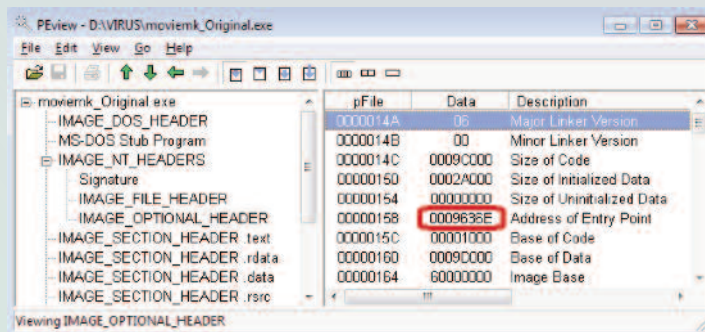 PEview - D:\VIRUS\moviemk_Original.exe
File Edit View Go Help
moviemk_Original.exe
IMAGE_DOS_HEADER
MS-DOS Stub Program
IMAGE_NT_HEADERS
Signature
IMAGE_FILE_HEADER
IMAGE_OPTIONAL_HEADER
IMAGE_SECTION_HEADER .text
IMAGE_SECTION_HEADER .rdata
IMAGE_SECTION_HEADER .data
IMAGE_SECTION_HEADER .rsrc
pFile Data Description
0000014A 06 Major Linker Version
0000014B 00 Minor Linker Version
0000014C 0009C000 Size of Code
00000150 0002A000 Size of Initialized Data
00000154 00000000 Size of Uninitialized Data
00000158 Address of Entry Point
0000015C 00001000 Base of Code
00000160 0009D000 Base of Data
00000164 60000000 Image Base
Viewing IMAGE_OPTIONAL_HEADER